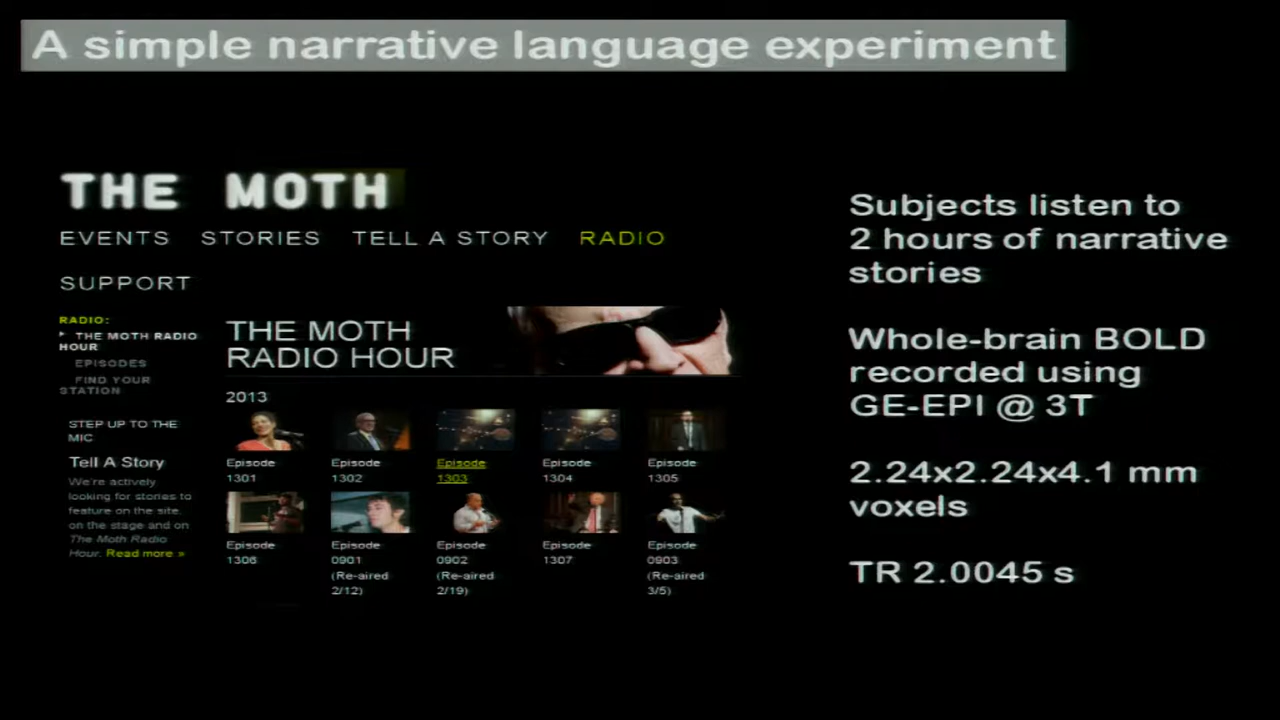 A simple narrative language experiment
THE MOTH
EVENTS STORIES TELL A STORY RADIO
SUPPORT
RADIO:
THE MOTH RADIO
HOUR
EPISODES
FIND YOUR
STATION
STEP UP TO THE
MIC
Tell A Story
We're actively
looking for stories to
feature on the site,
on the stage and on
The Moth Radio
Hour. Read more »
THE MOTH
RADIO HOUR
2013
Episode
1301
Episode
1302
Episode
1303
Episode
1304
Episode
1305
Episode
1306
Episode
0901
(Re-aired
2/12)
Episode
0902
(Re-aired
2/19)
Episode
1307
Episode
0903
(Re-aired
3/5)
Subjects listen to
2 hours of narrative
stories
Whole-brain BOLD
recorded using
GE-EPI @ 3T
2.24x2.24x4.1 mm
voxels
TR 2.0045 s